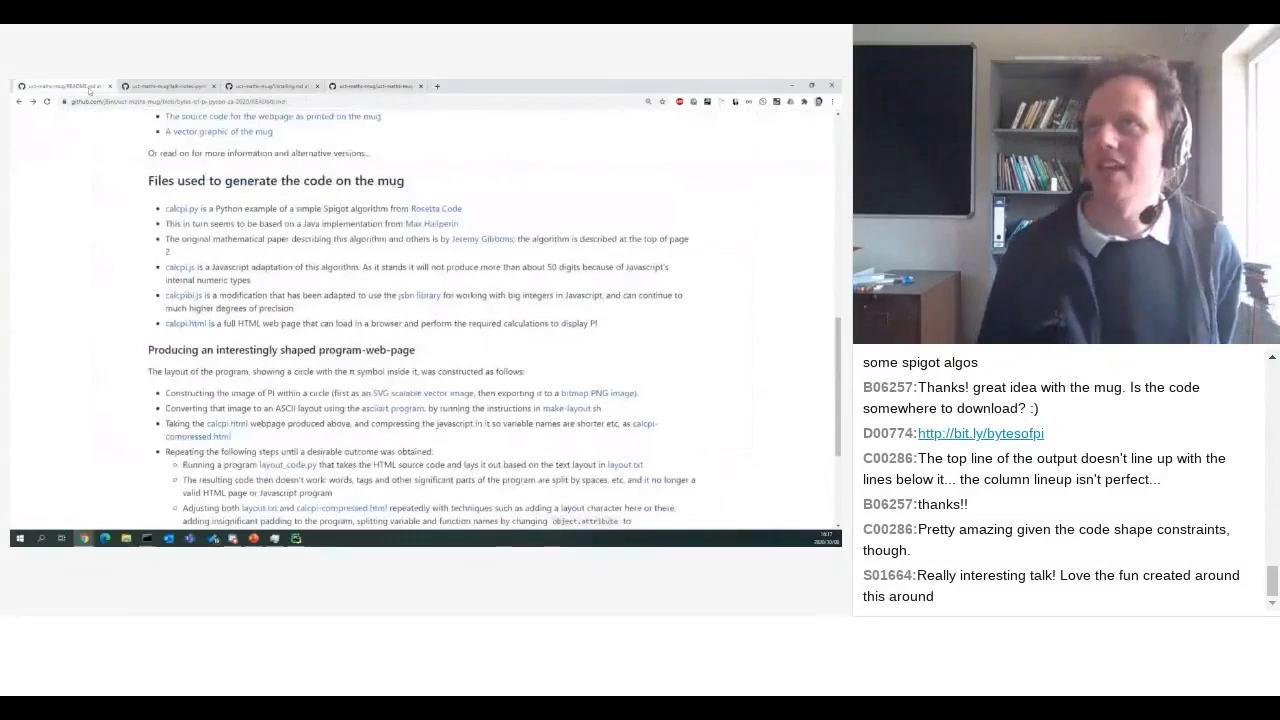 The source code for the webpage as printed on the mug
A vector graphic of the mug
Or read on for more information and alternative versions...
Files used to generate the code on the mug
calcpi.py is a Python example of a simple Spigot algorithm from Rosetta Code
This in turn seems to be based on a Java implementation from Max Hailperin
The original mathematical paper describing this algorithm and others is by Jeremy Gibbons; the algorithm is described at the top of page
2.
calcpi.js is a Javascript adaptation of this algorithm. As it stands it will not produce more than about 50 digits because of Javascript's
internal numeric types
calcpibi.js is a modification that has been adapted to use the jsbn library for working with big integers in Javascript, and can continue to
much higher degrees of precision
calcpi.html is a full HTML web page that can load in a browser and perform the required calculations to display PI
Producing an interestingly shaped program-web-page
The layout of the program, showing a circle with the π symbol inside it, was constructed as follows:
Constructing the image of PI within a circle (first as an SVG scalable vector image, then exporting it to a bitmap PNG image).
Converting that image to an ASCII layout using the asciiart program, by running the instructions in make-layout.sh
Taking the calcpi.html webpage produced above, and compressing the javascript in it so variable names are shorter etc, as calcpi-
compressed.html
Repeating the following steps until a desirable outcome was obtained:
Running a program layout_code.py that takes the HTML source code and lays it out based on the text layout in layout.txt
The resulting code then doesn't work: words, tags and other significant parts of the program are split by spaces, etc, and it no longer a
valid HTML page or Javascript program
Adjusting both layout.txt and calcpi-compressed.html repeatedly with techniques such as adding a layout character here or there,
adding insignificant padding to the program, splitting variable and function names by changing object.attribute to
16:17
2020/10/08
some spigot algos
B06257:Thanks! great idea with the mug. Is the code
somewhere to download? :)
D00774:http://bit.ly/bytesofpi
C00286:The top line of the output doesn't line up with the
lines below it... the column lineup isn't perfect...
B06257:thanks!!
C00286:Pretty amazing given the code shape constraints,
though.
S01664:Really interesting talk! Love the fun created around
this around